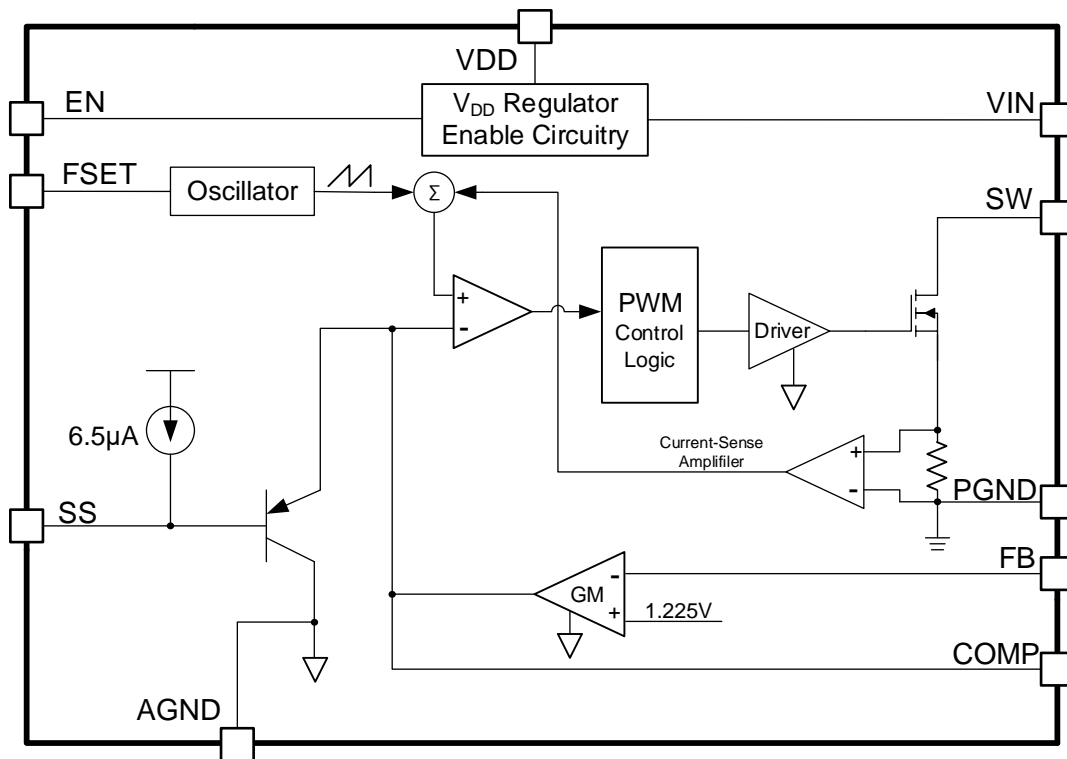 VDD
EN
V_DD Regulator
Enable Circuitry
VIN
FSET
Oscillator
Σ
SW
+
-
PWM
Control
Logic
Driver
6.5µA
Current-Sense
Amplifiler
+
-
SS
PGND
FB
GM
-
+
1.225V
COMP
AGND